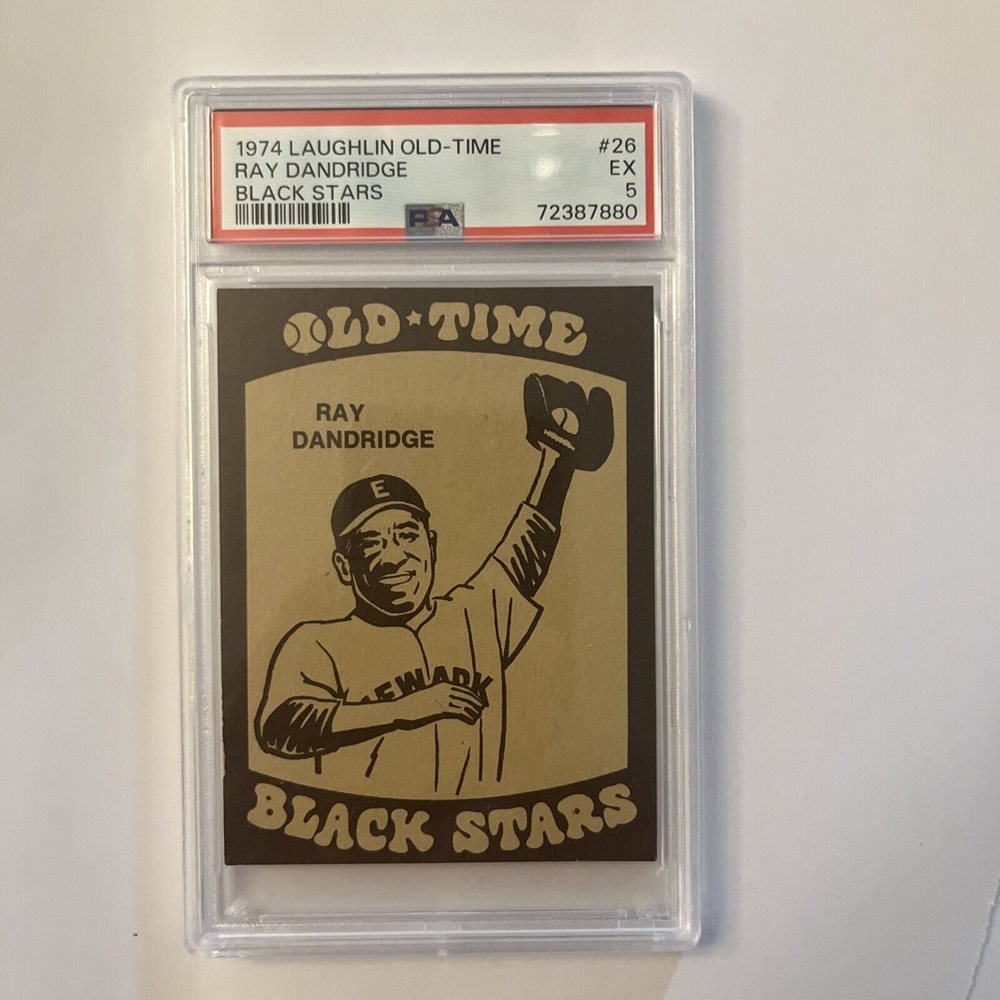 1974 LAUGHLIN OLD-TIME #26
RAY DANDRIDGE EX
BLACK STARS 5
72387880
PSA
OLD★TIME
RAY
DANDRIDGE
E
NEWARK
BLACK STARS